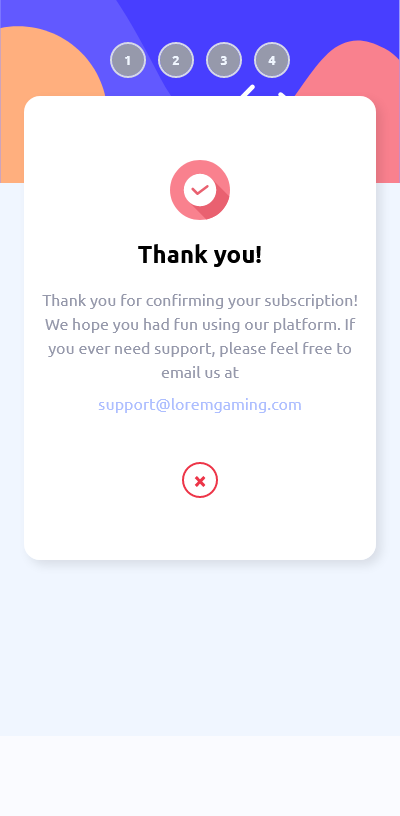 1 2 3 4
Thank you!
Thank you for confirming your subscription!
We hope you had fun using our platform. If
you ever need support, please feel free to
email us at
support@loremgaming.com